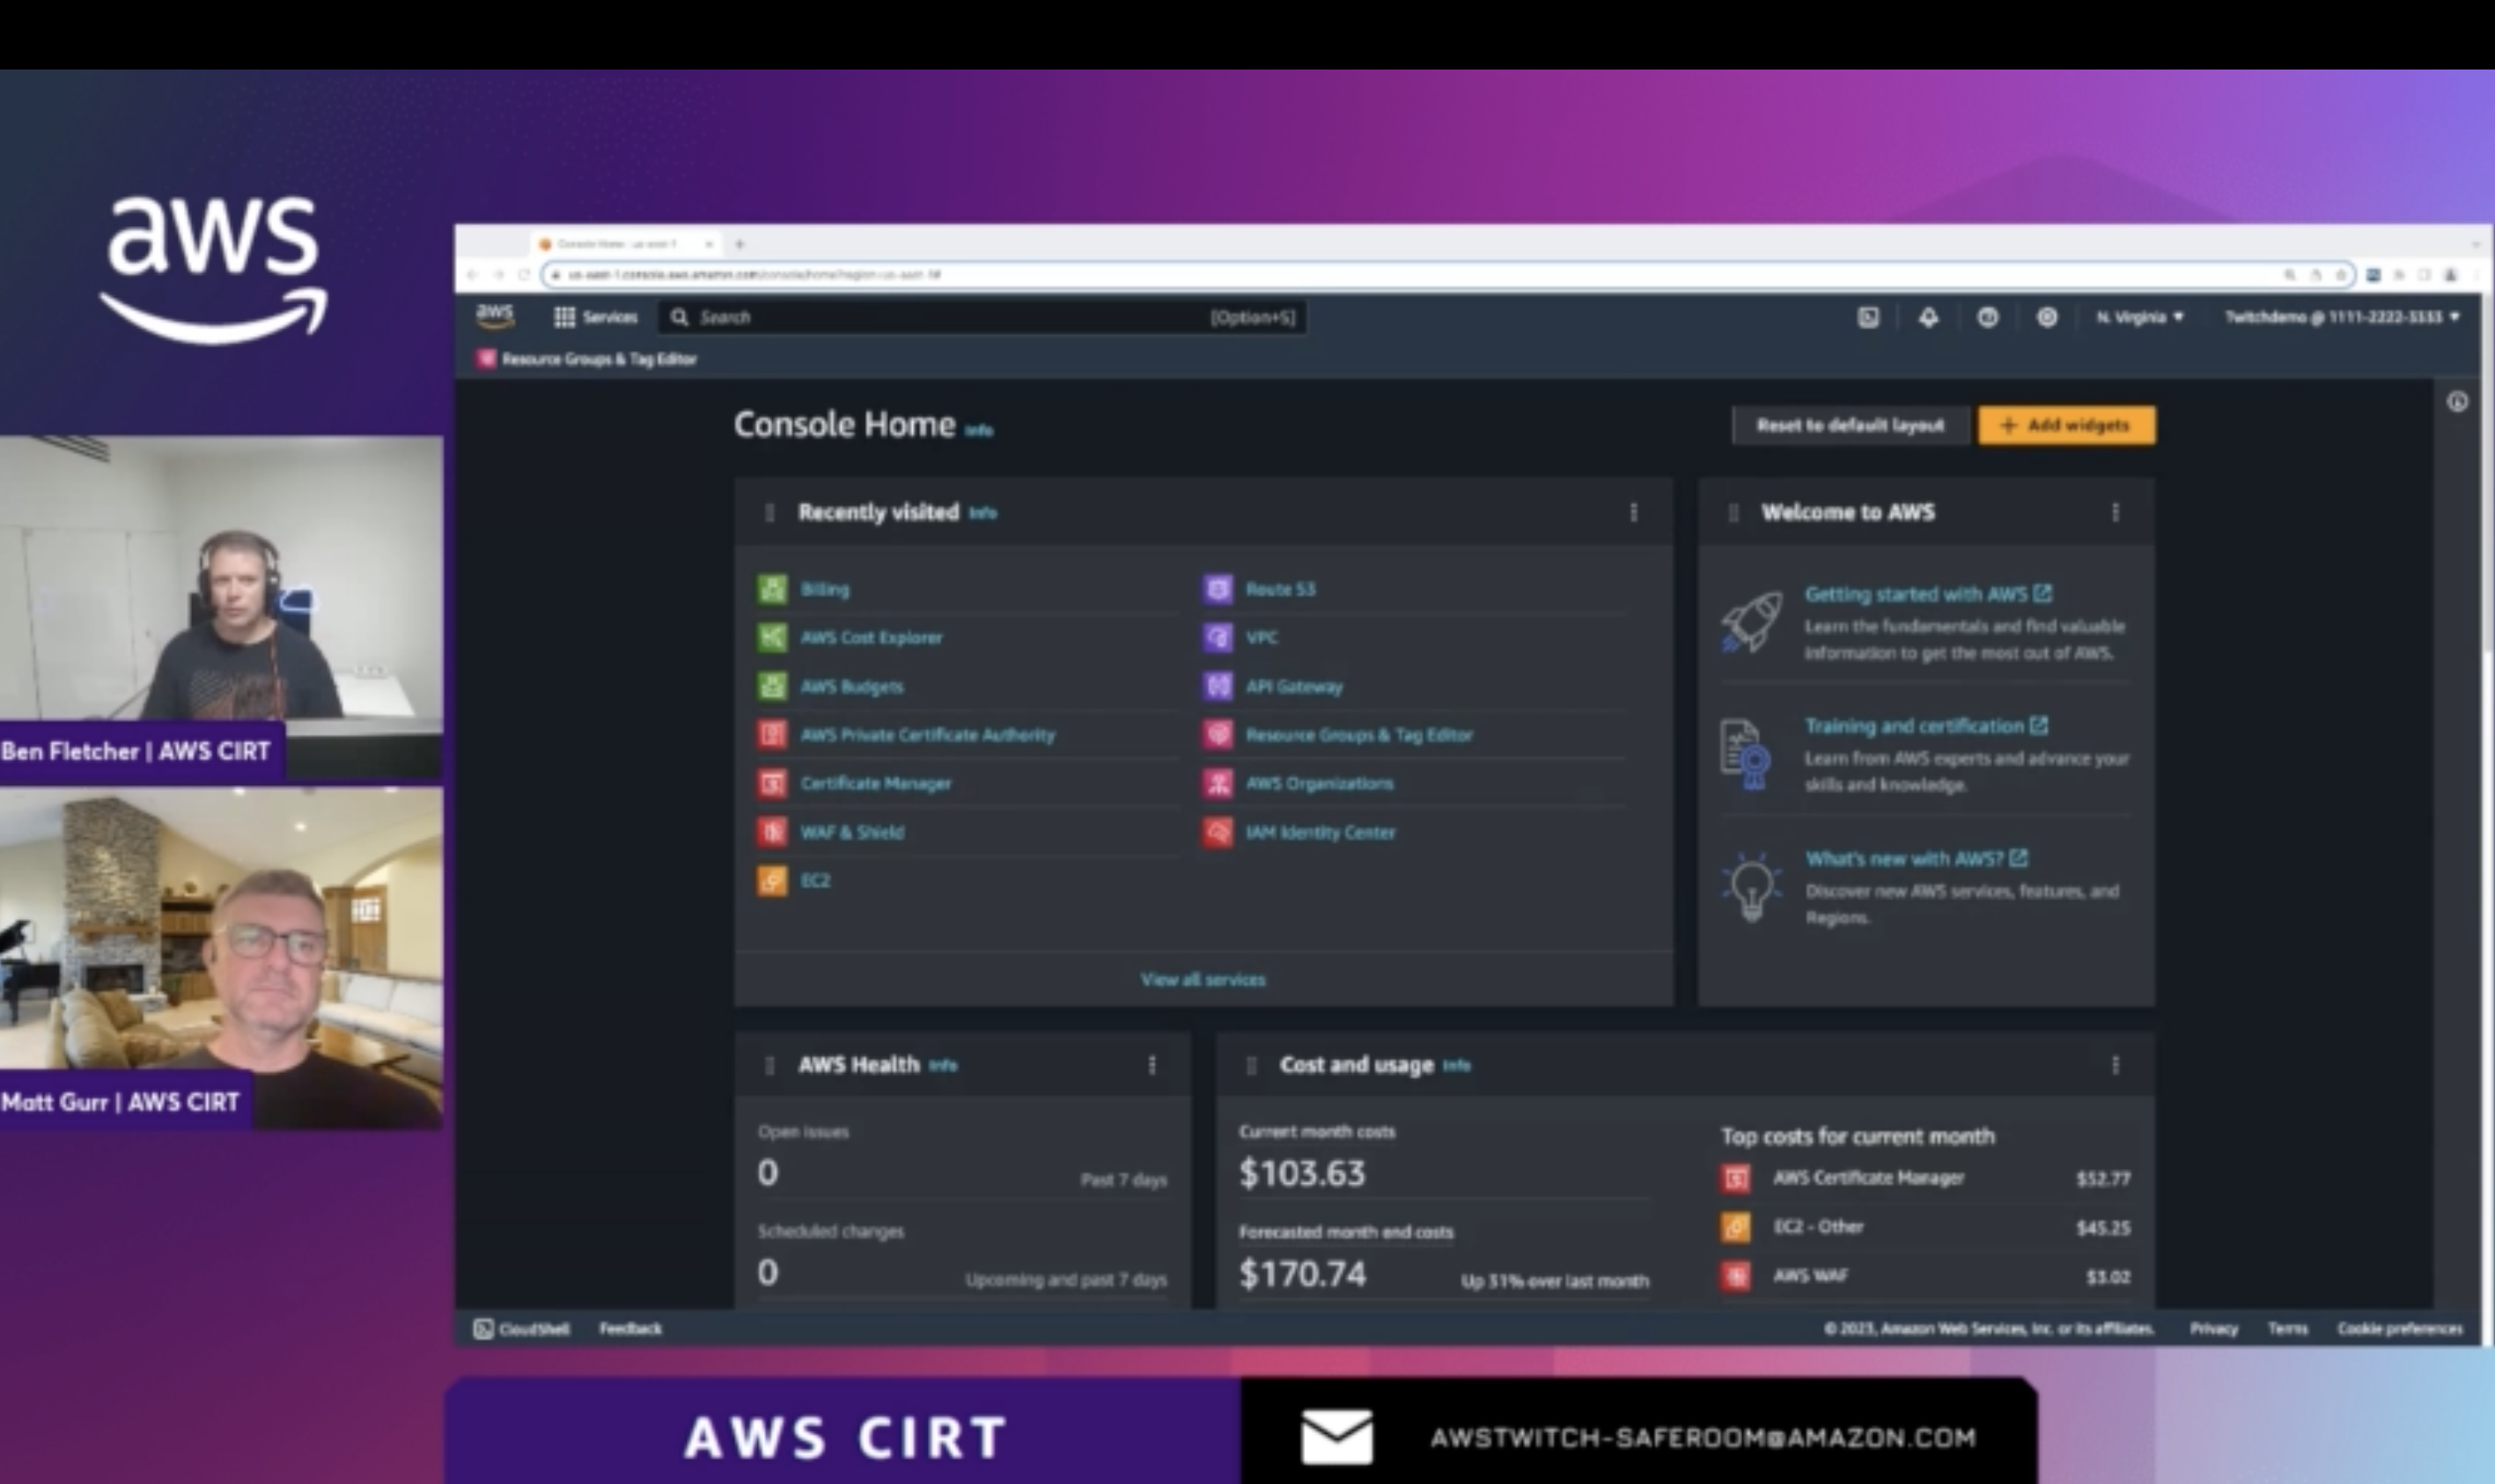 aws
Ben Fletcher | AWS CIRT
Matt Gurr | AWS CIRT
Console Home - us-east-1
us-east-1.console.aws.amazon.com/console/home?region=us-east-1#
aws Services Search [Option+S] N. Virginia Twitchdemo @ 1111-2222-3333
Resource Groups & Tag Editor
Console Home Info
Reset to default layout
+ Add widgets
Recently visited Info
Billing
AWS Cost Explorer
AWS Budgets
AWS Private Certificate Authority
Certificate Manager
WAF & Shield
EC2
Route 53
VPC
API Gateway
Resource Groups & Tag Editor
AWS Organizations
IAM Identity Center
View all services
Welcome to AWS
Getting started with AWS
Learn the fundamentals and find valuable
information to get the most out of AWS.
Training and certification
Learn from AWS experts and advance your
skills and knowledge.
What's new with AWS?
Discover new AWS services, features, and
Regions.
AWS Health Info
Open issues
0 Past 7 days
Scheduled changes
0 Upcoming and past 7 days
Cost and usage Info
Current month costs
$103.63
Forecasted month end costs
$170.74 Up 31% over last month
Top costs for current month
AWS Certificate Manager $52.77
EC2 - Other $45.25
AWS WAF $3.02
CloudShell Feedback © 2023, Amazon Web Services, Inc. or its affiliates. Privacy Terms Cookie preferences
AWS CIRT
AWSTWITCH-SAFEROOM@AMAZON.COM